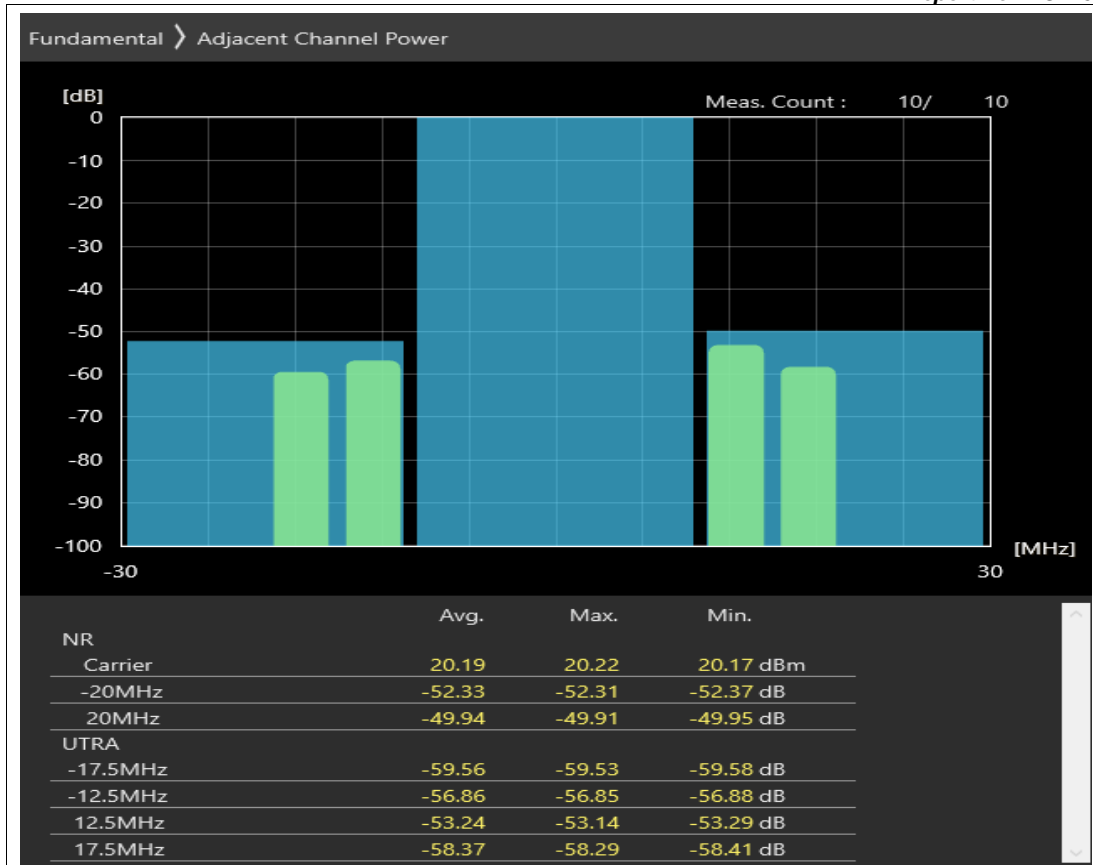 Fundamental 〉 Adjacent Channel Power
[dB]
Meas. Count : 10/ 10
0
-10
-20
-30
-40
-50
-60
-70
-80
-90
-100
[MHz]
-30 30
Avg. Max. Min.
NR
Carrier 20.19 20.22 20.17 dBm
-20MHz -52.33 -52.31 -52.37 dB
20MHz -49.94 -49.91 -49.95 dB
UTRA
-17.5MHz -59.56 -59.53 -59.58 dB
-12.5MHz -56.86 -56.85 -56.88 dB
12.5MHz -53.24 -53.14 -53.29 dB
17.5MHz -58.37 -58.29 -58.41 dB